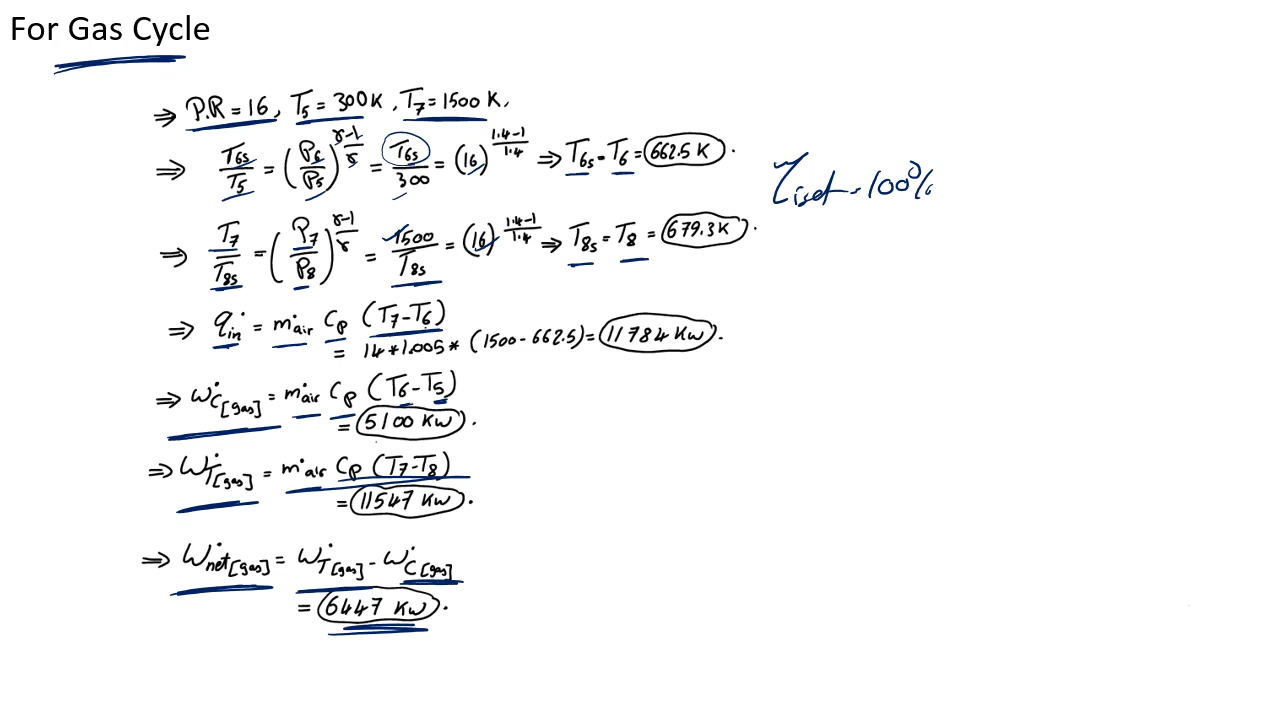 For Gas Cycle
⇒ P.R = 16 , T5 = 300 K , T7 = 1500 K ,
⇒ T6s/T5 = (P6/P5)^(γ-1/γ) = T6s/300 = (16)^(1.4-1/1.4) ⇒ T6s = T6 = 662.5 K .
ηisen = 100%
⇒ T7/T8s = (P7/P8)^(γ-1/γ) = 1500/T8s = (16)^(1.4-1/1.4) ⇒ T8s = T8 = 679.3 K .
⇒ q̇in = ṁair Cp (T7-T6)
= 14*1.005* (1500-662.5) = 11784 Kw .
⇒ ẇC[gas] = ṁair Cp (T6-T5)
= 5100 Kw .
⇒ ẇT[gas] = ṁair Cp (T7-T8)
= 11547 Kw .
⇒ ẇnet[gas] = ẇT[gas] - ẇC[gas]
= 6447 Kw .